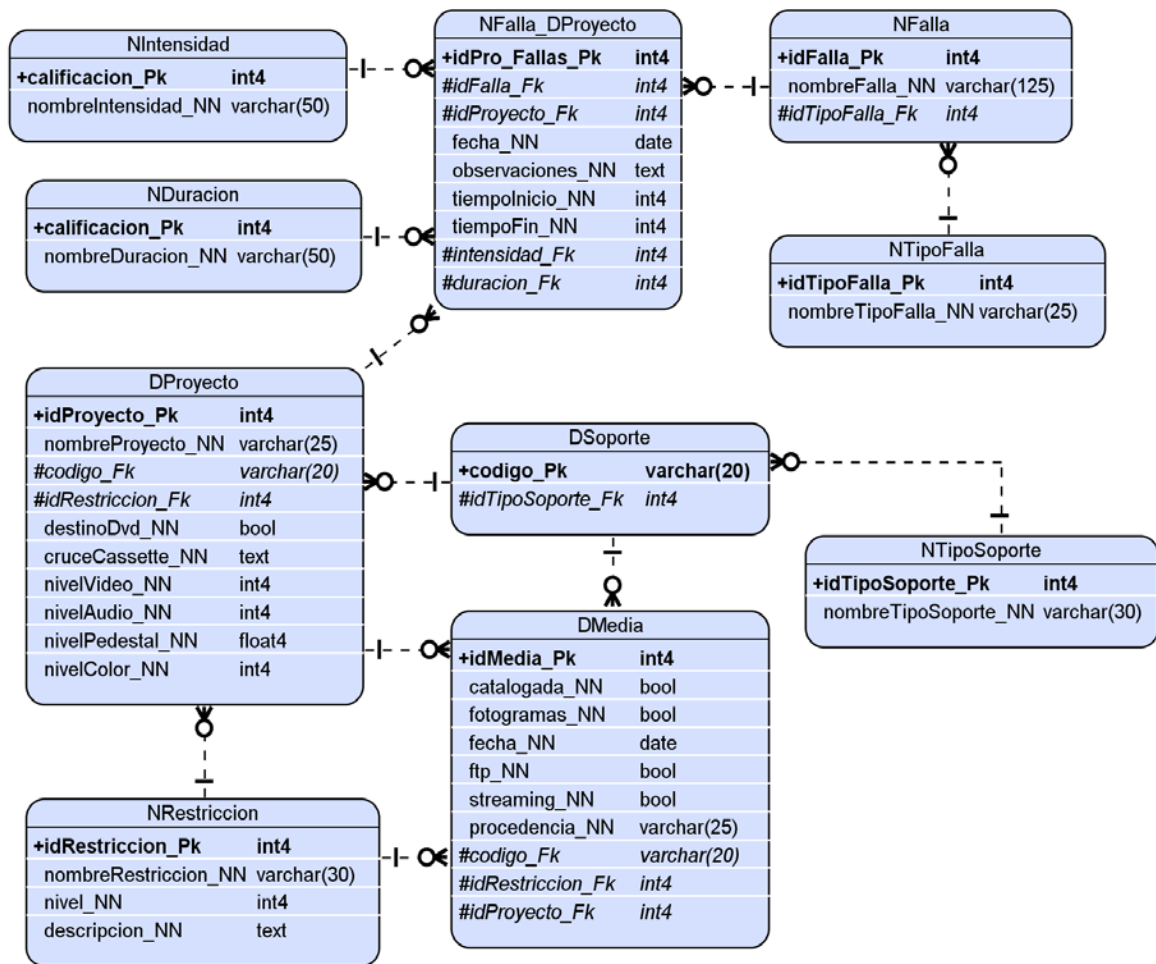 NIntensidad
+calificacion_Pk int4
nombreIntensidad_NN varchar(50)
NDuracion
+calificacion_Pk int4
nombreDuracion_NN varchar(50)
NFalla_DProyecto
+idPro_Fallas_Pk int4
#idFalla_Fk int4
#idProyecto_Fk int4
fecha_NN date
observaciones_NN text
tiempoInicio_NN int4
tiempoFin_NN int4
#intensidad_Fk int4
#duracion_Fk int4
NFalla
+idFalla_Pk int4
nombreFalla_NN varchar(125)
#idTipoFalla_Fk int4
NTipoFalla
+idTipoFalla_Pk int4
nombreTipoFalla_NN varchar(25)
DProyecto
+idProyecto_Pk int4
nombreProyecto_NN varchar(25)
#codigo_Fk varchar(20)
#idRestriccion_Fk int4
destinoDvd_NN bool
cruceCassette_NN text
nivelVideo_NN int4
nivelAudio_NN int4
nivelPedestal_NN float4
nivelColor_NN int4
DSoporte
+codigo_Pk varchar(20)
#idTipoSoporte_Fk int4
NTipoSoporte
+idTipoSoporte_Pk int4
nombreTipoSoporte_NN varchar(30)
DMedia
+idMedia_Pk int4
catalogada_NN bool
fotogramas_NN bool
fecha_NN date
ftp_NN bool
streaming_NN bool
procedencia_NN varchar(25)
#codigo_Fk varchar(20)
#idRestriccion_Fk int4
#idProyecto_Fk int4
NRestriccion
+idRestriccion_Pk int4
nombreRestriccion_NN varchar(30)
nivel_NN int4
descripcion_NN text